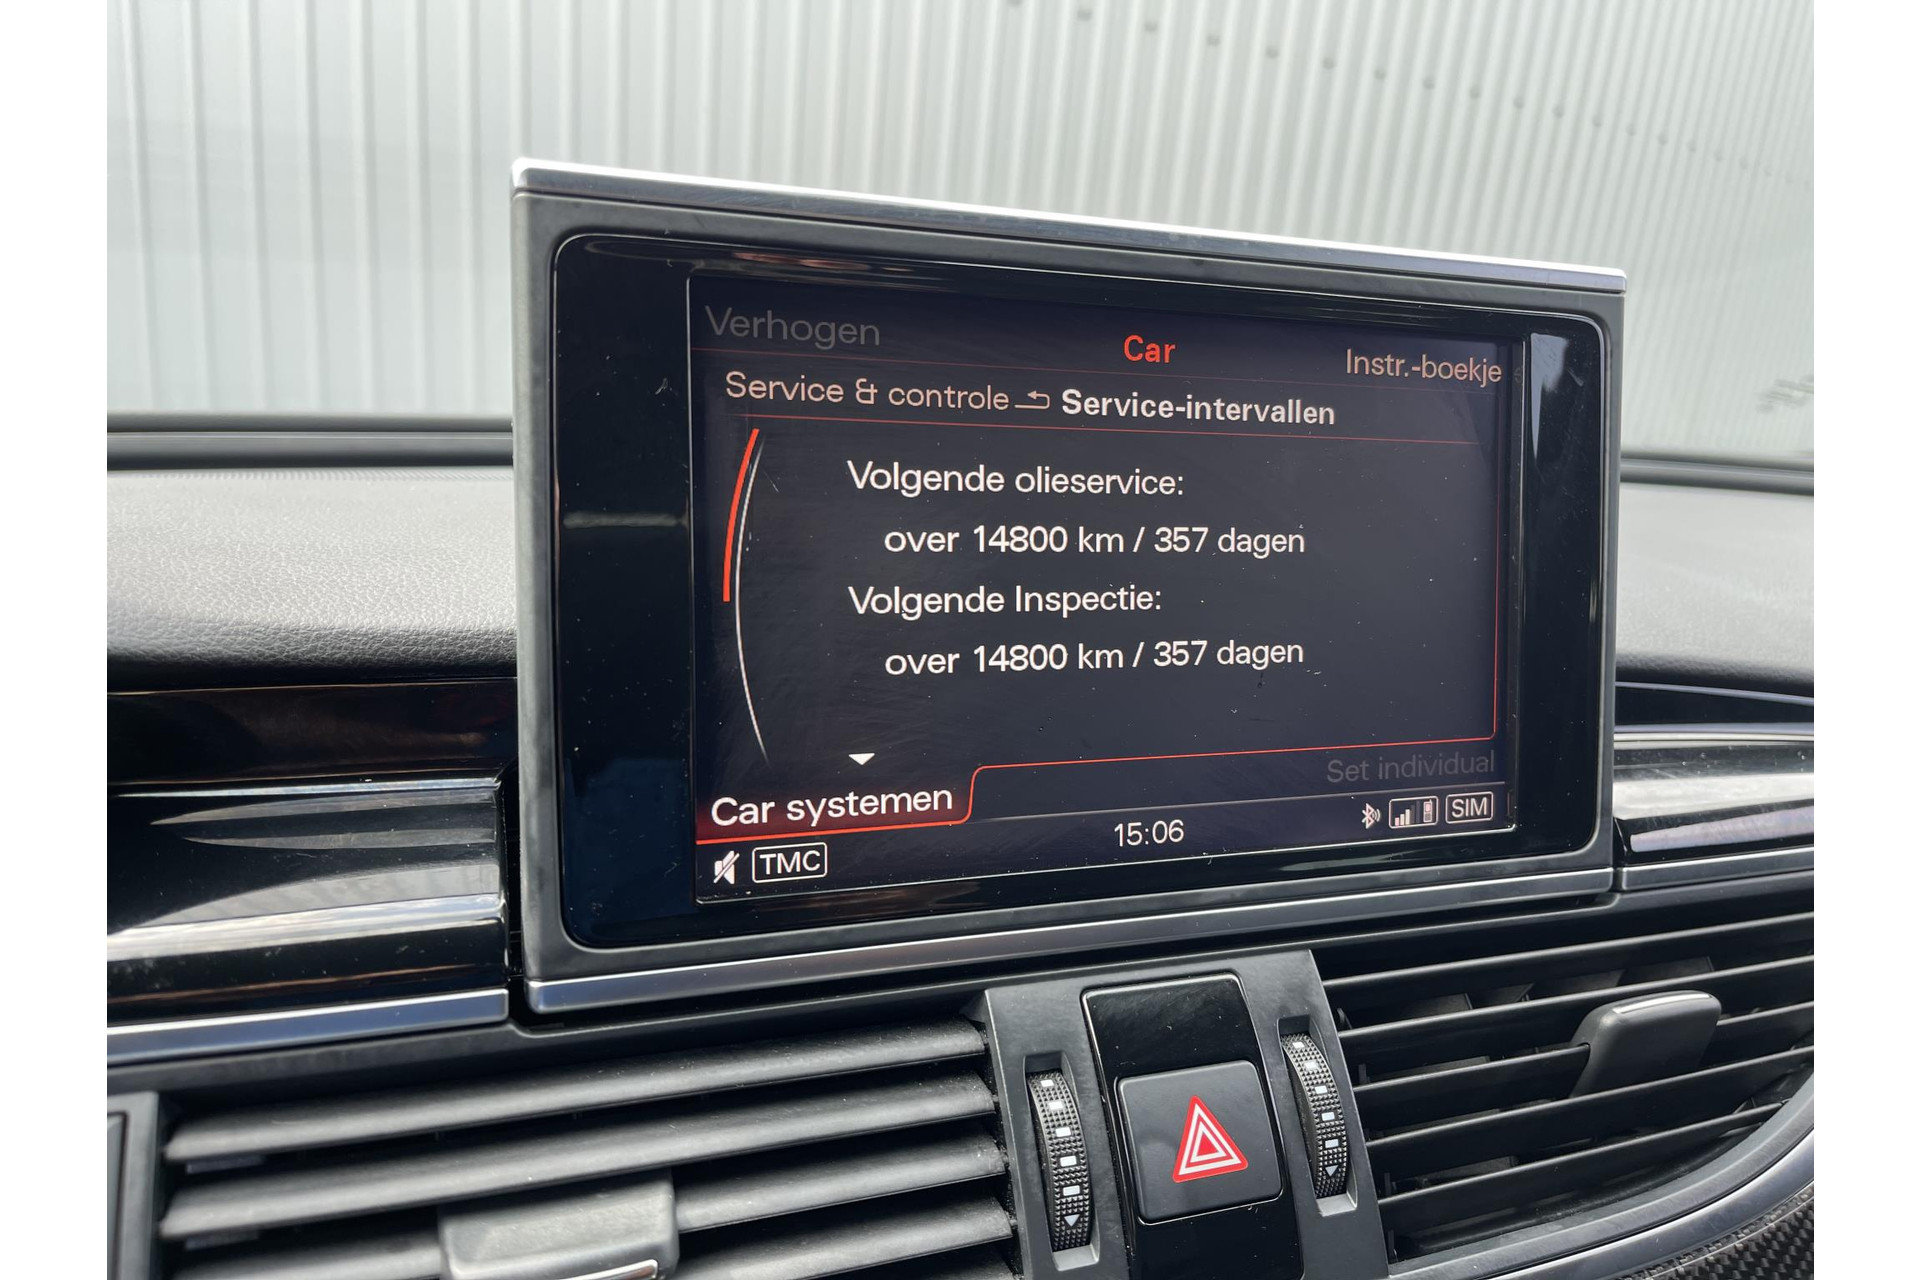 Verhogen
Car
Instr.-boekje
Service & controle Service-intervallen
Volgende olieservice:
over 14800 km / 357 dagen
Volgende Inspectie:
over 14800 km / 357 dagen
Set individual
Car systemen
TMC
15:06
SIM